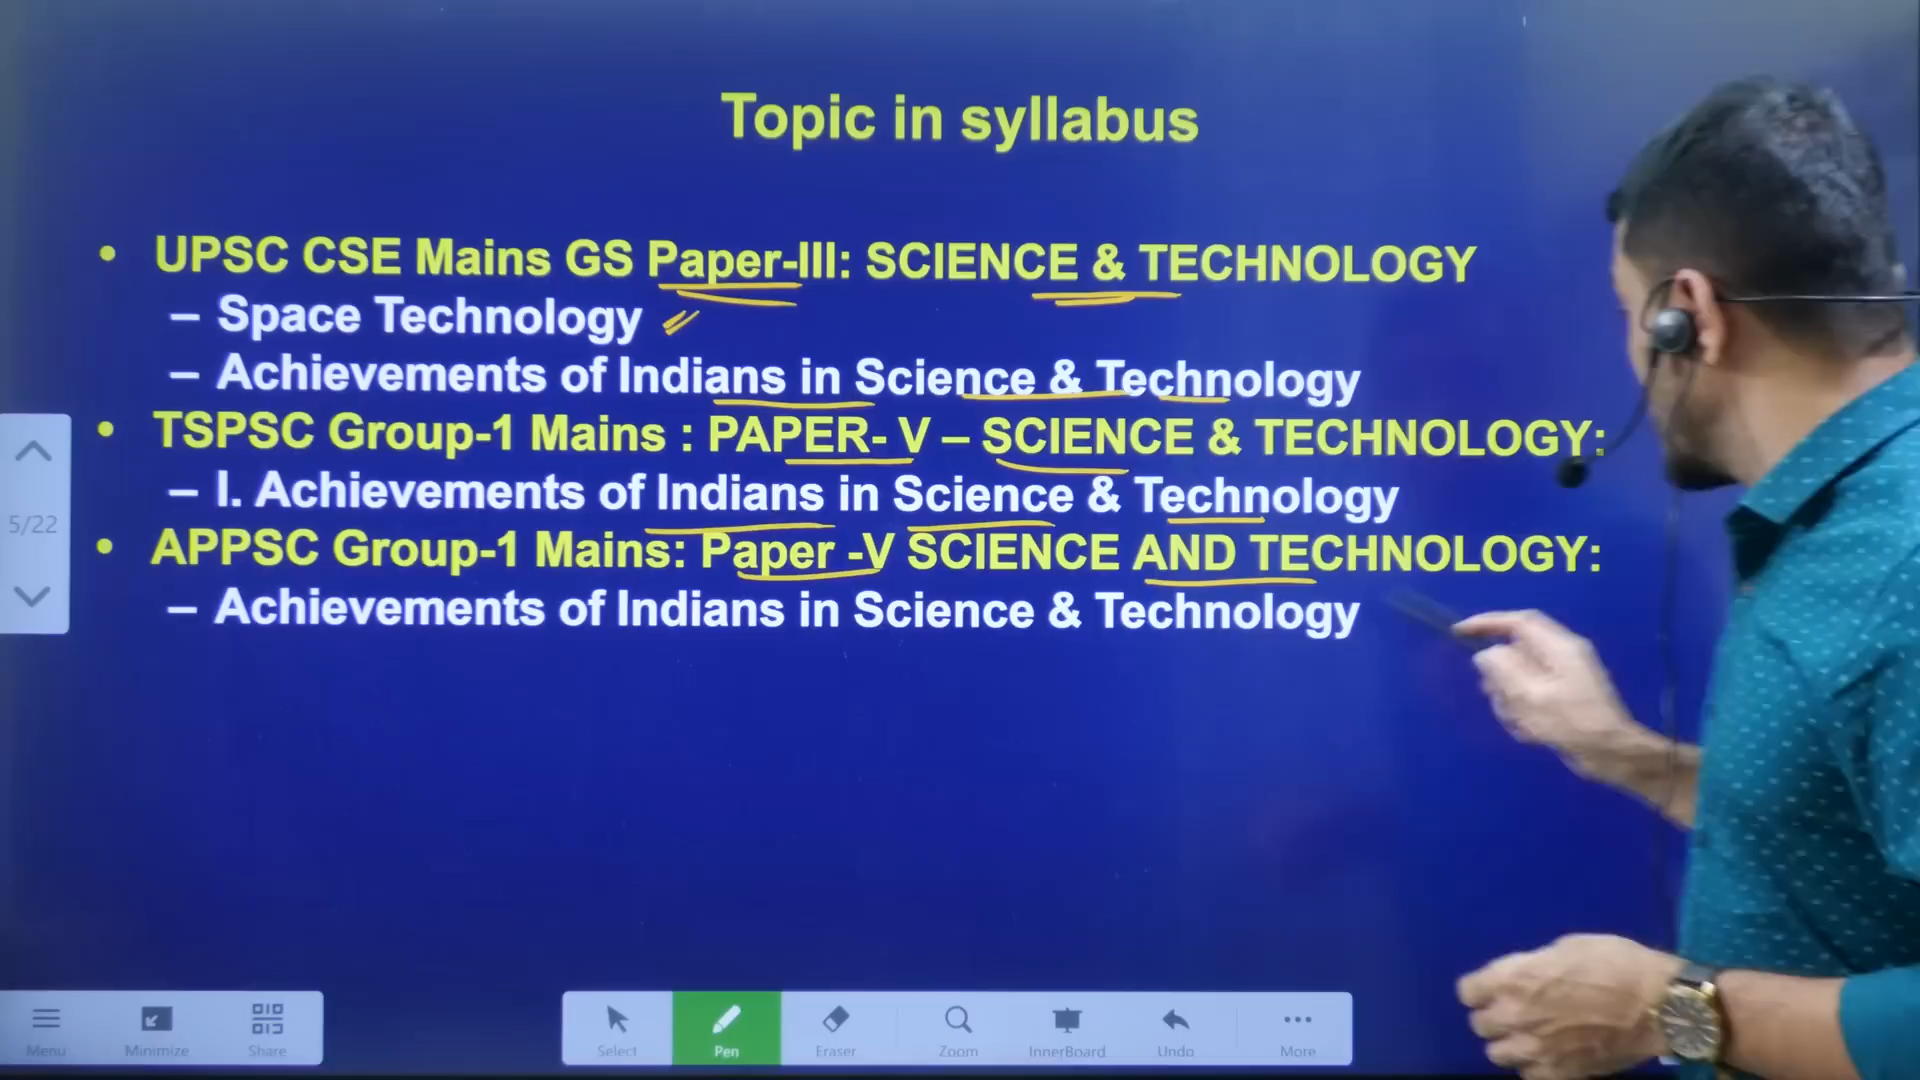 Topic in syllabus
• UPSC CSE Mains GS Paper-III: SCIENCE & TECHNOLOGY
– Space Technology
– Achievements of Indians in Science & Technology
• TSPSC Group-1 Mains : PAPER- V – SCIENCE & TECHNOLOGY:
– I. Achievements of Indians in Science & Technology
5/22
• APPSC Group-1 Mains: Paper -V SCIENCE AND TECHNOLOGY:
– Achievements of Indians in Science & Technology
Menu Minimize Share Select Pen Eraser Zoom InnerBoard Undo More